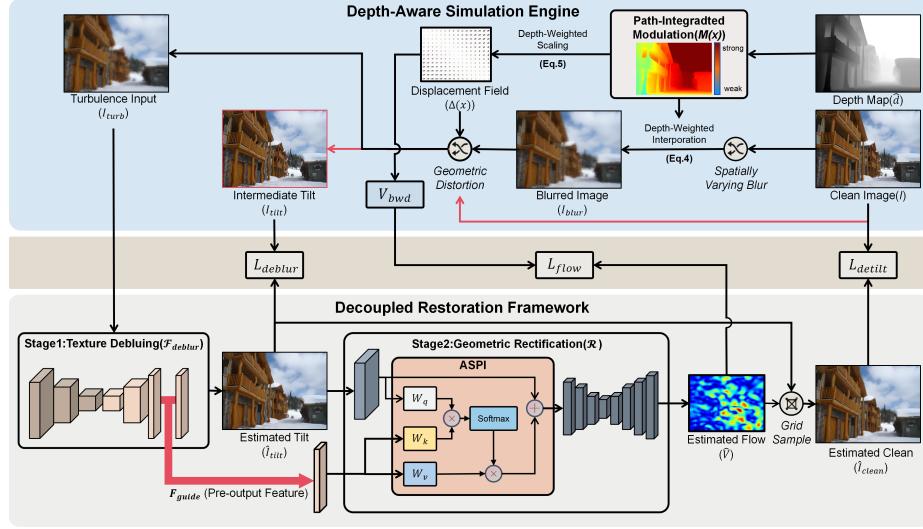 Depth-Aware Simulation Engine
Turbulence Input
(I_turb)
Intermediate Tilt
(I_tilt)
Displacement Field
(Δ(x))
Depth-Weighted
Scaling
(Eq.5)
Path-Integradted
Modulation(M(x))
strong
weak
Depth Map(d̂)
Depth-Weighted
Interporation
(Eq.4)
Geometric
Distortion
Blurred Image
(I_blur)
Spatially
Varying Blur
Clean Image(I)
V_bwd
L_deblur
L_flow
L_detilt
Decoupled Restoration Framework
Stage1:Texture Debluing(ℱ_deblur)
Estimated Tilt
(Î_tilt)
F_guide (Pre-output Feature)
Stage2:Geometric Rectification(ℛ)
ASPI
W_q
W_k
W_v
Softmax
Estimated Flow
(V̂)
Grid
Sample
Estimated Clean
(Î_clean)